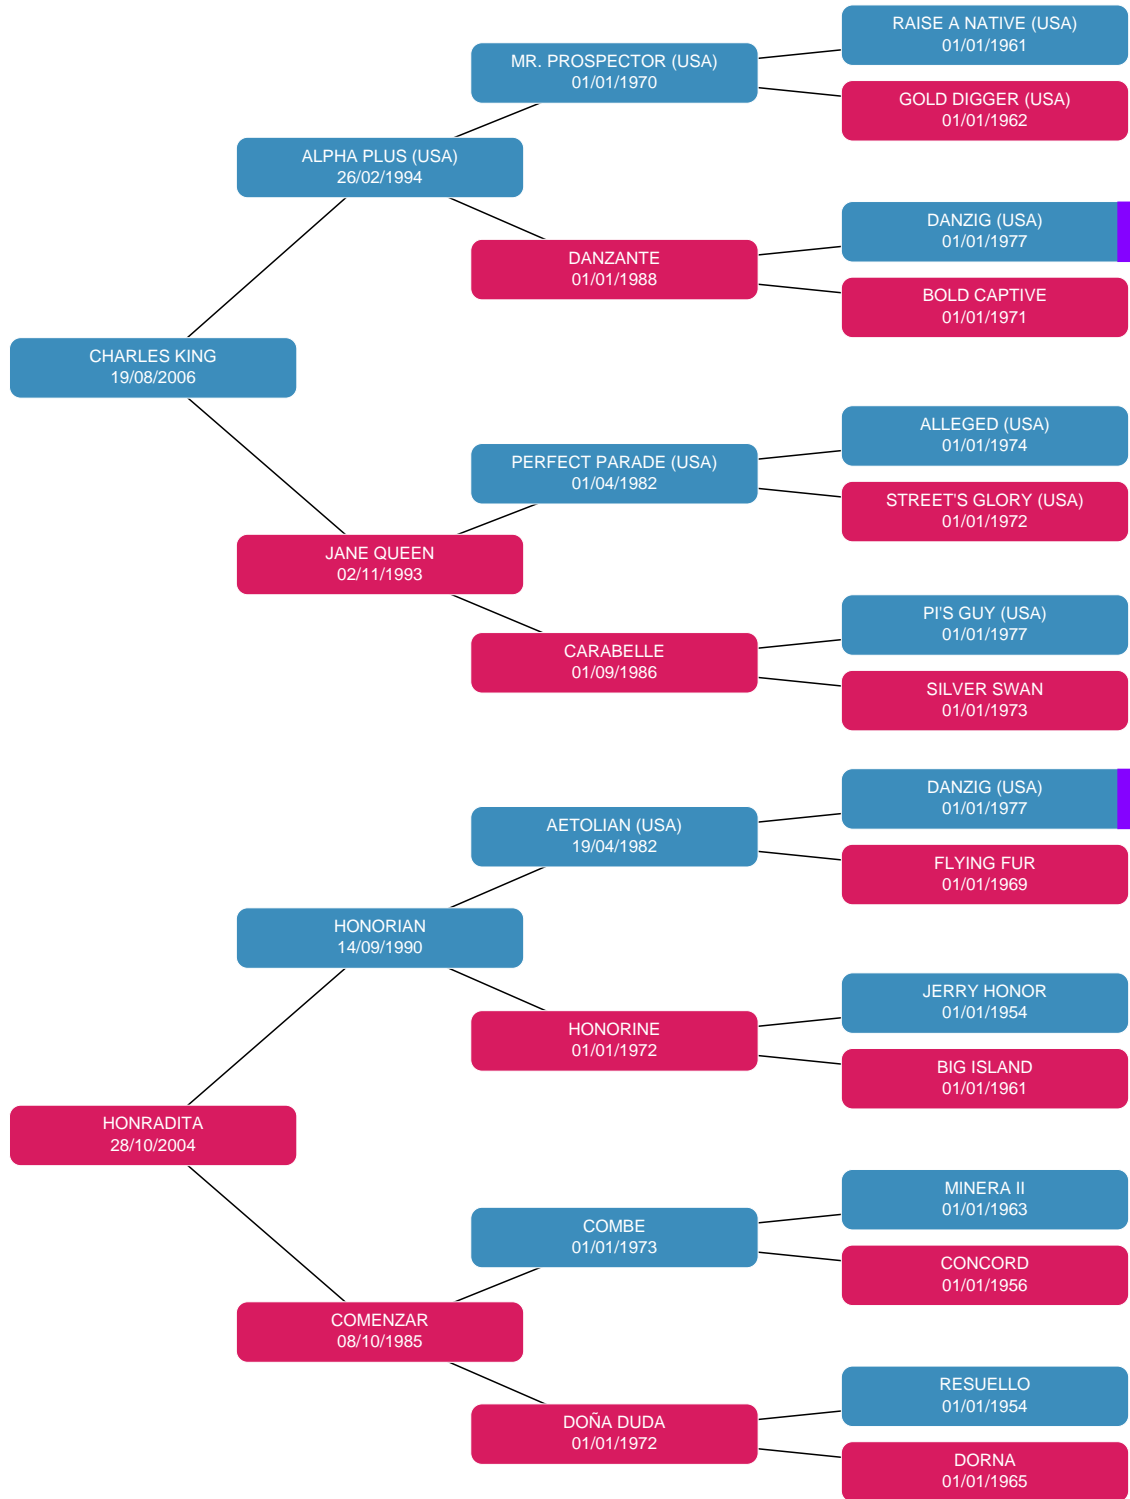 RAISE A NATIVE (USA)
01/01/1961
MR. PROSPECTOR (USA)
01/01/1970
GOLD DIGGER (USA)
01/01/1962
ALPHA PLUS (USA)
26/02/1994
DANZIG (USA)
01/01/1977
DANZANTE
01/01/1988
BOLD CAPTIVE
01/01/1971
CHARLES KING
19/08/2006
ALLEGED (USA)
01/01/1974
PERFECT PARADE (USA)
01/04/1982
STREET'S GLORY (USA)
01/01/1972
JANE QUEEN
02/11/1993
PI'S GUY (USA)
01/01/1977
CARABELLE
01/09/1986
SILVER SWAN
01/01/1973
DANZIG (USA)
01/01/1977
AETOLIAN (USA)
19/04/1982
FLYING FUR
01/01/1969
HONORIAN
14/09/1990
JERRY HONOR
01/01/1954
HONORINE
01/01/1972
BIG ISLAND
01/01/1961
HONRADITA
28/10/2004
MINERA II
01/01/1963
COMBE
01/01/1973
CONCORD
01/01/1956
COMENZAR
08/10/1985
RESUELLO
01/01/1954
DOÑA DUDA
01/01/1972
DORNA
01/01/1965